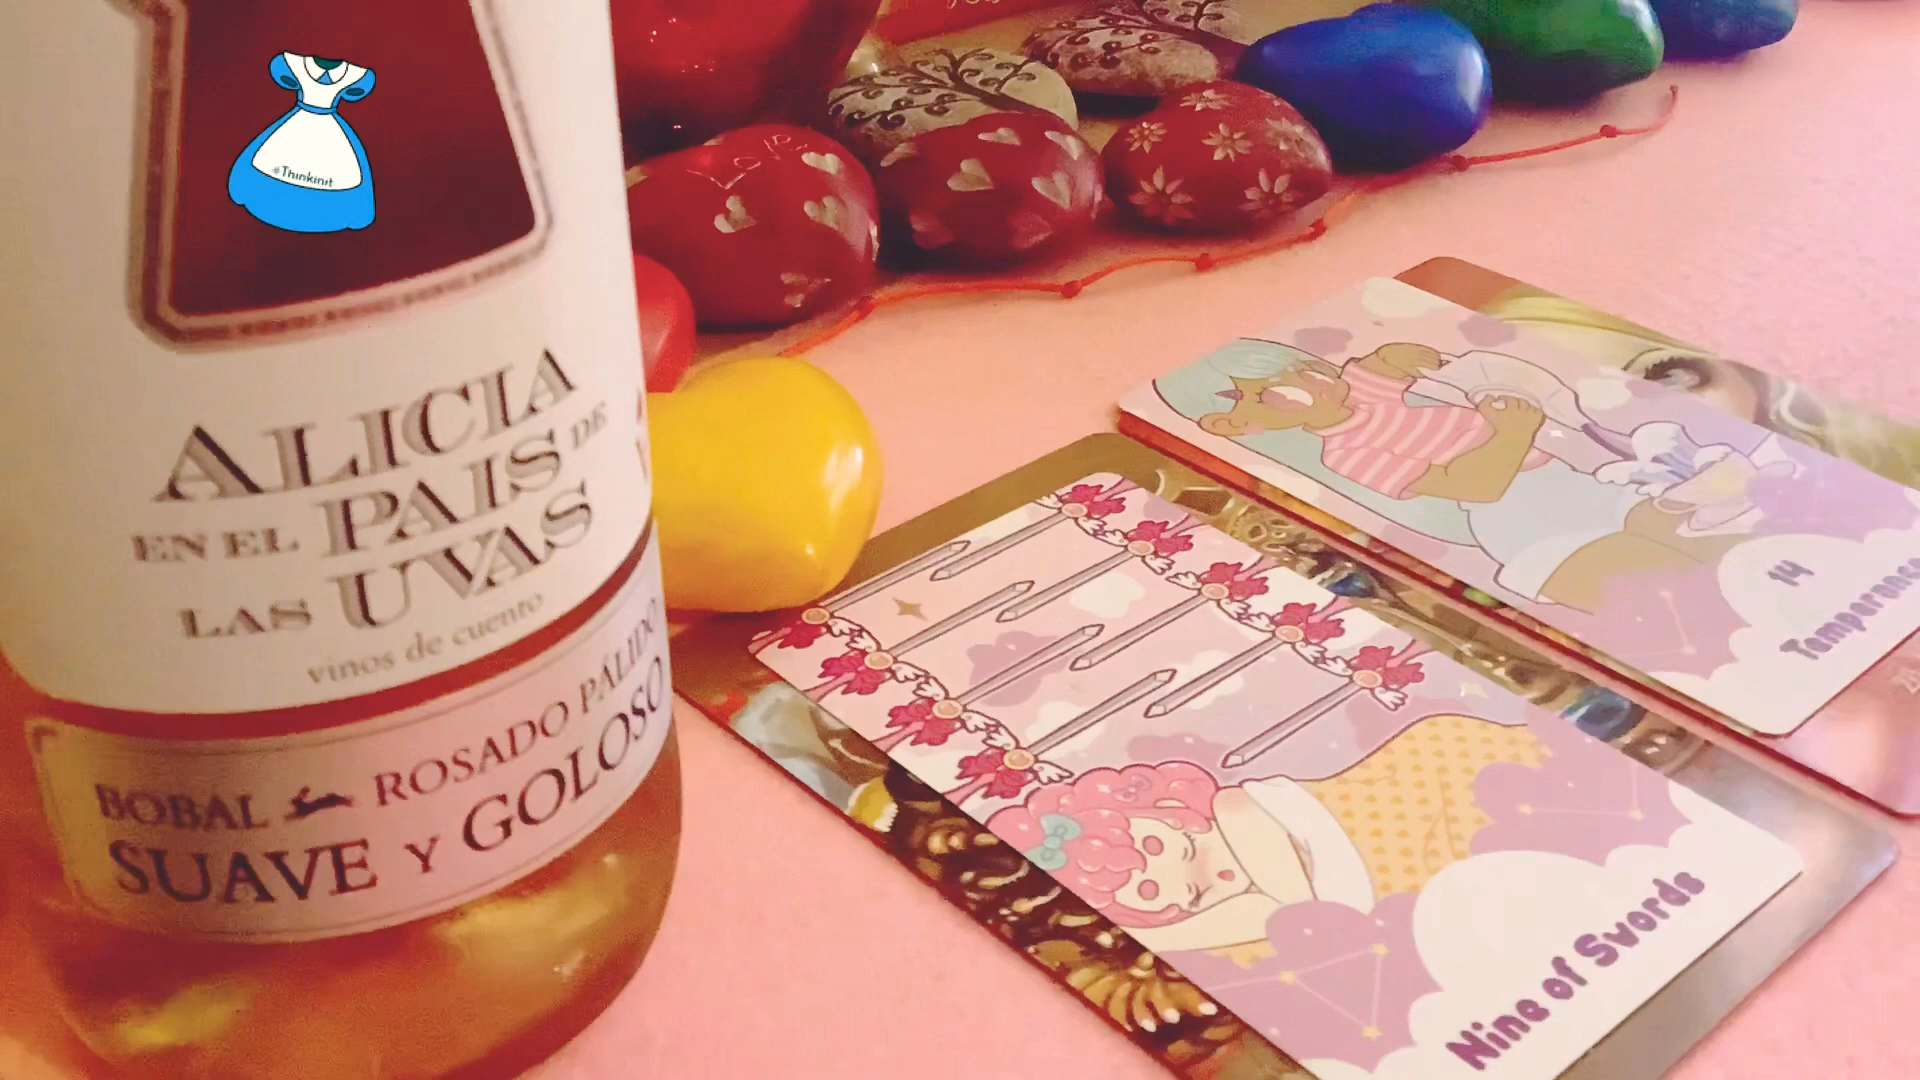 #Thinkinit
ALICIA
EN EL PAIS DE
LAS UVAS
vinos de cuento
BOBAL ROSADO PÁLIDO
SUAVE Y GOLOSO
14
Temperance
Nine of Swords